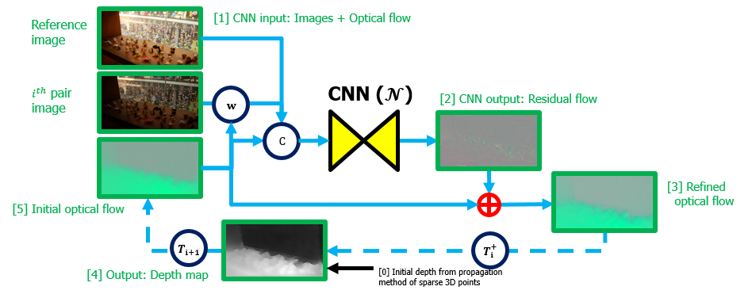 Reference
image
[1] CNN input: Images + Optical flow
i^{th} pair
image
w
C
CNN (𝒩)
[2] CNN output: Residual flow
[3] Refined
optical flow
[5] Initial optical flow
T_{i+1}
T_i^+
[4] Output: Depth map
[0] Initial depth from propagation
method of sparse 3D points